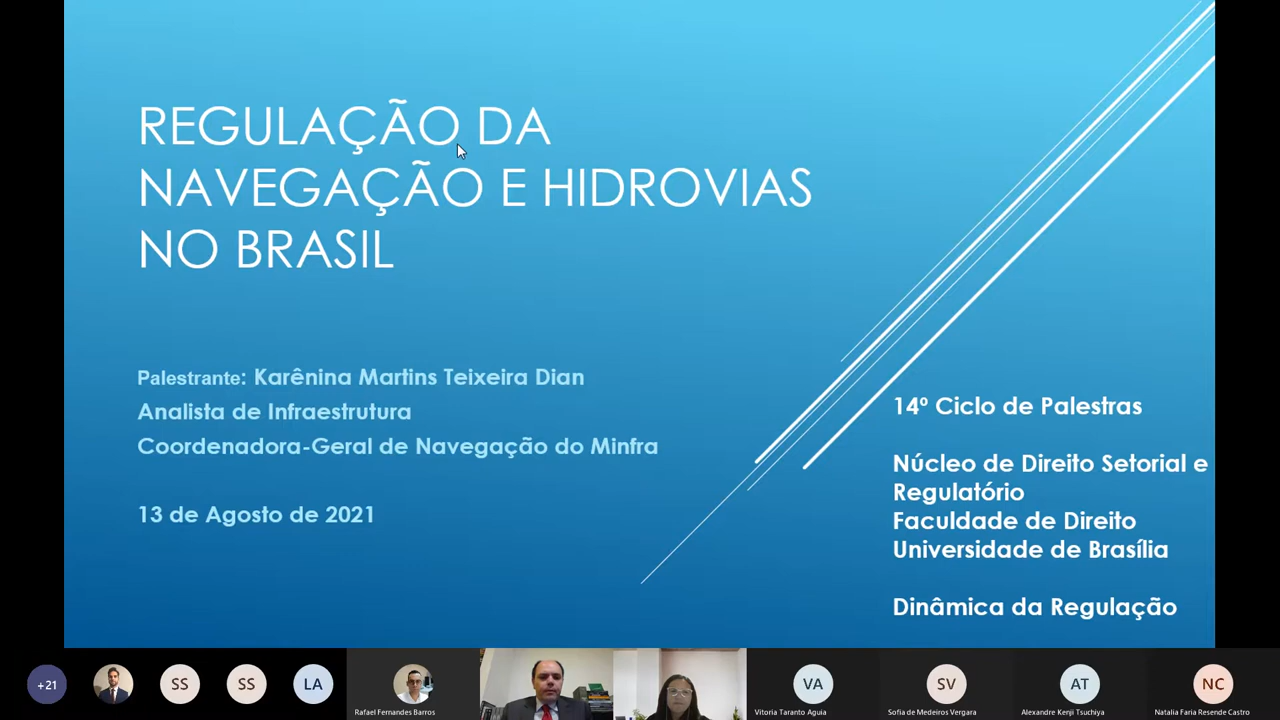 REGULAÇÃO DA
NAVEGAÇÃO E HIDROVIAS
NO BRASIL
Palestrante: Karênina Martins Teixeira Dian
Analista de Infraestrutura
Coordenadora-Geral de Navegação do Minfra
13 de Agosto de 2021
14º Ciclo de Palestras
Núcleo de Direito Setorial e
Regulatório
Faculdade de Direito
Universidade de Brasília
Dinâmica da Regulação
+21
SS
SS
LA
Rafael Fernandes Barros
VA
Vitoria Taranto Aguia
SV
Sofia de Medeiros Vergara
AT
Alexandre Kenji Tsuchiya
NC
Natalia Faria Resende Castro